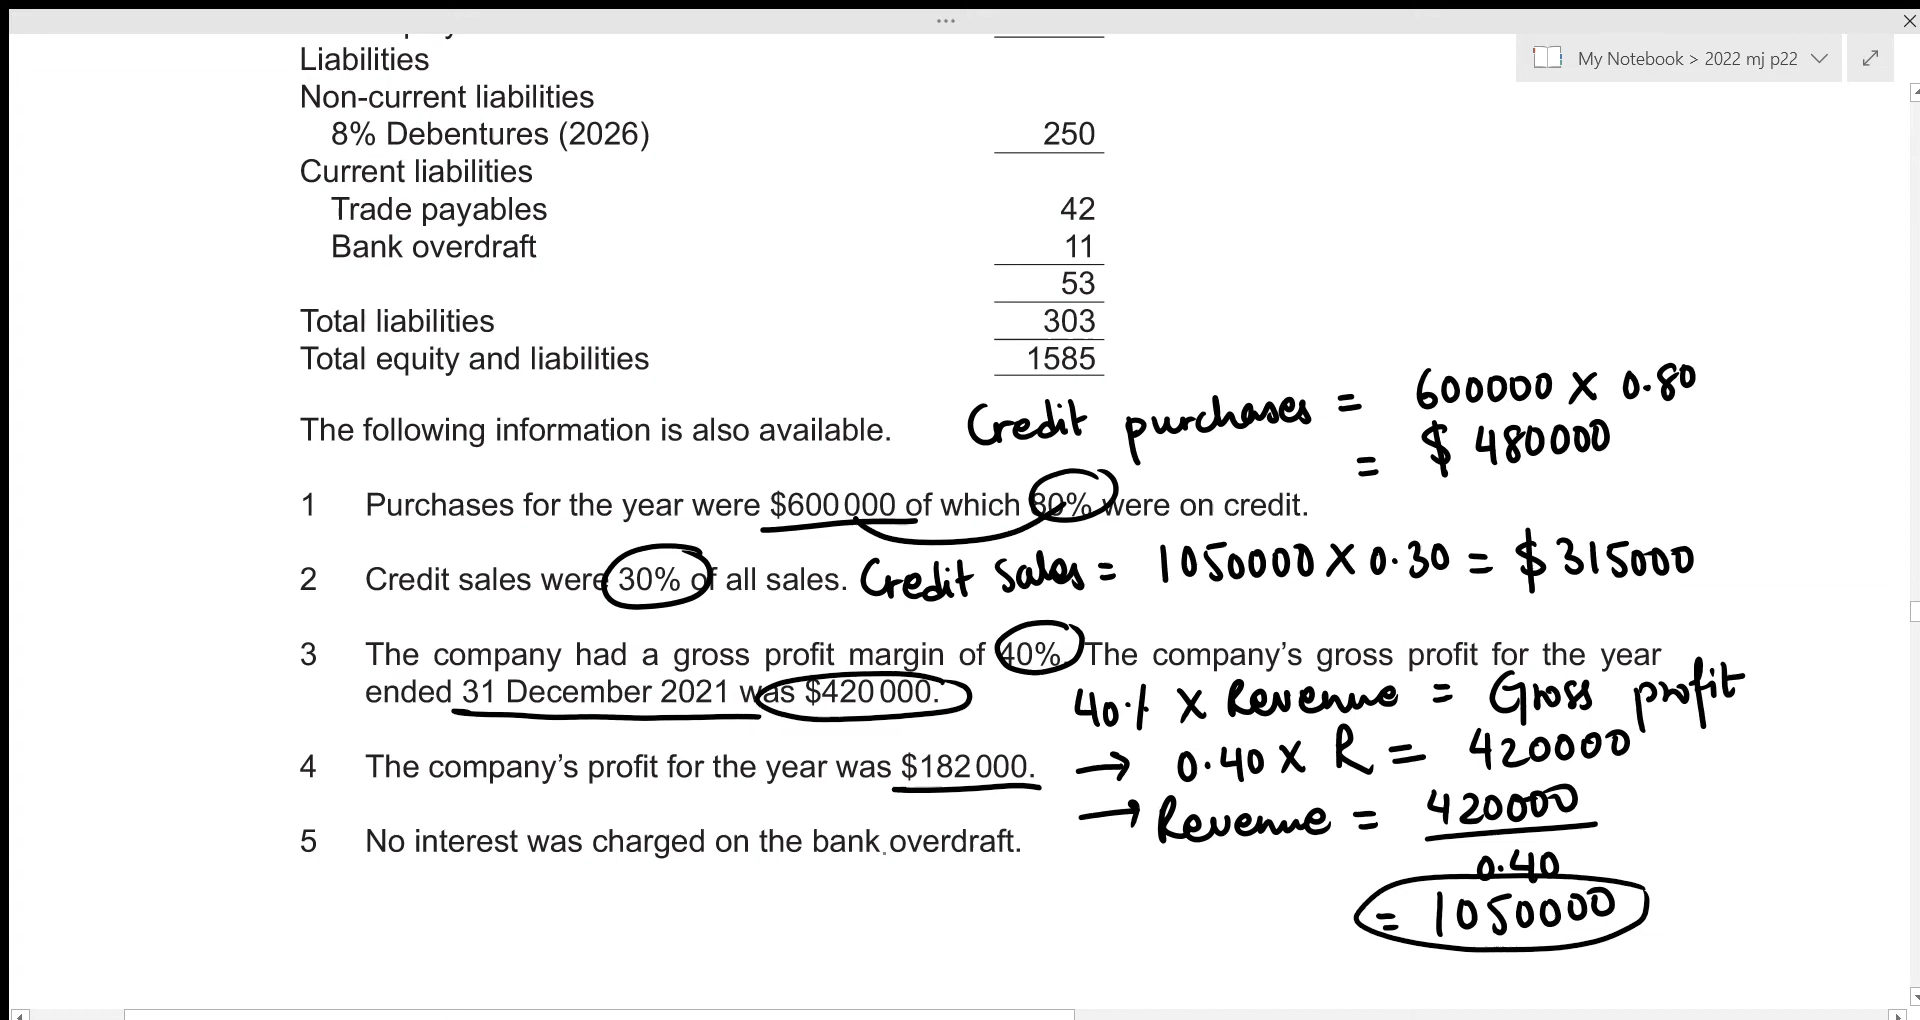 ...
My Notebook > 2022 mj p22
Liabilities
Non-current liabilities
8% Debentures (2026) 250
Current liabilities
Trade payables 42
Bank overdraft 11
53
Total liabilities 303
Total equity and liabilities 1585
The following information is also available.
Credit purchases = 600000 × 0.80
= $ 480000
1 Purchases for the year were $600 000 of which 80% were on credit.
2 Credit sales were 30% of all sales. Credit sales = 1050000 × 0.30 = $ 315000
3 The company had a gross profit margin of 40%. The company's gross profit for the year
ended 31 December 2021 was $420 000.
40% × Revenue = Gross profit
→ 0.40 × R = 420000
4 The company's profit for the year was $182 000.
→ Revenue = 420000
0.40
= 1050000
5 No interest was charged on the bank overdraft.